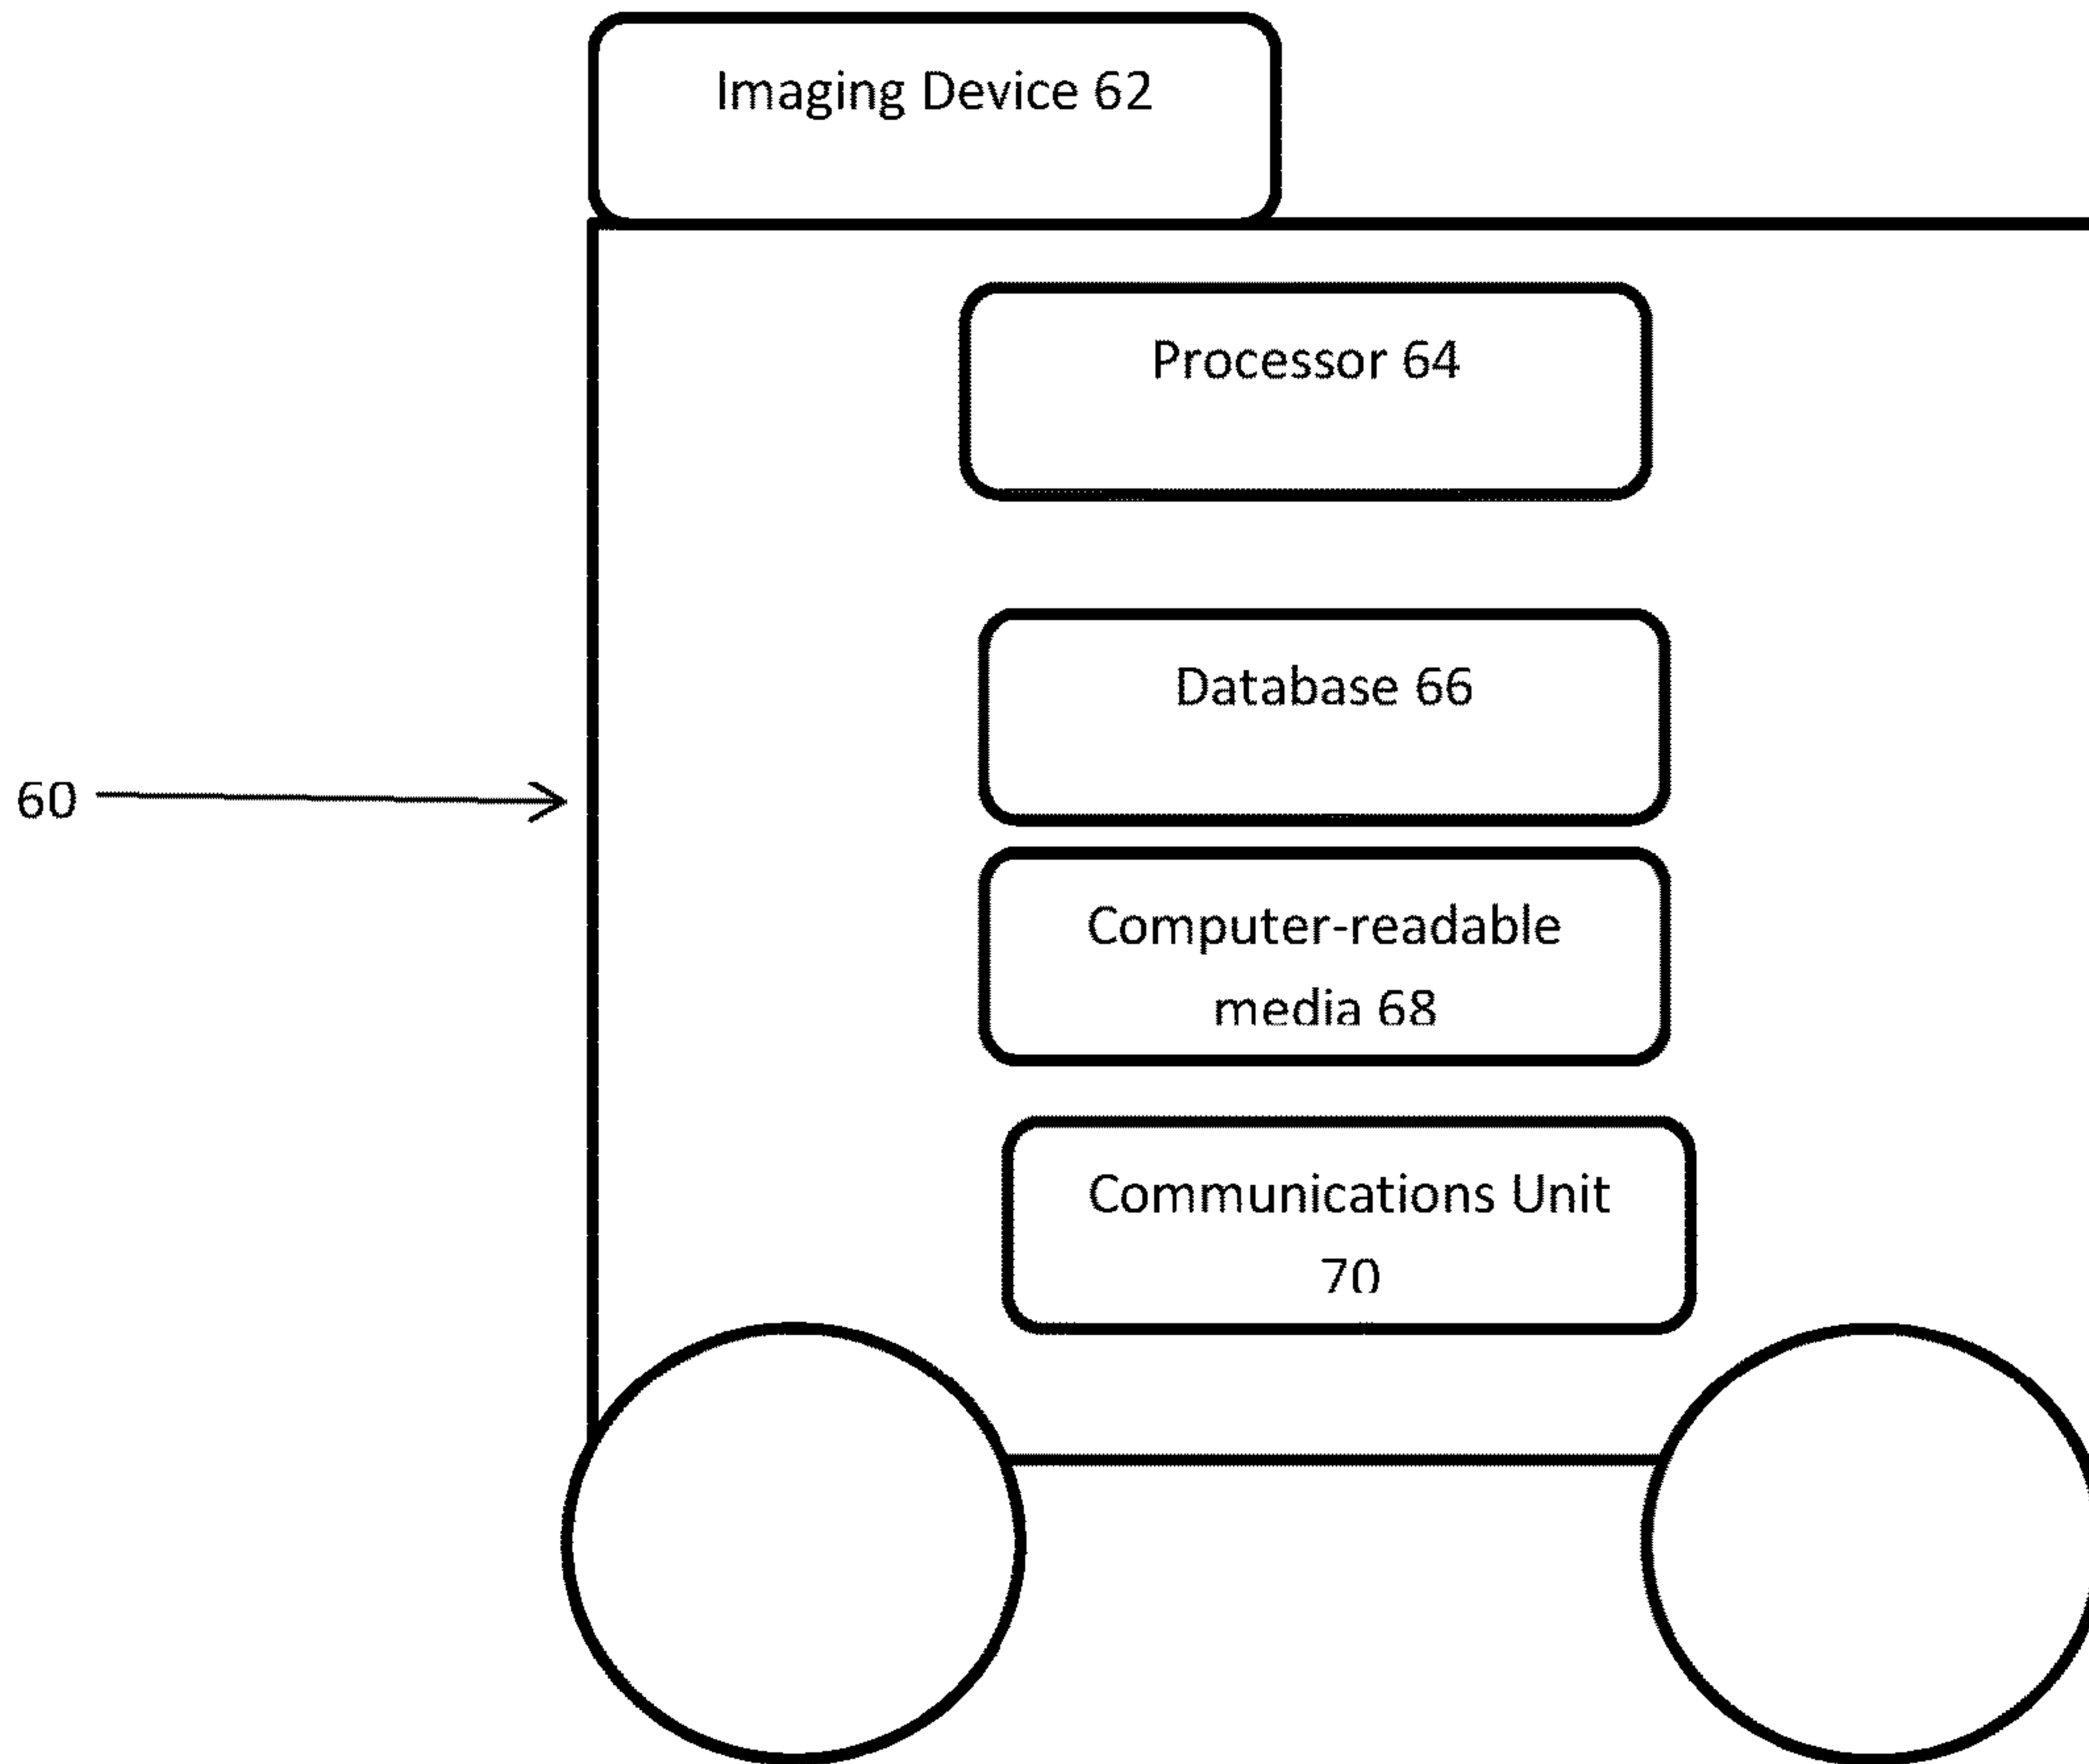 Imaging Device 62
Processor 64
Database 66
60
Computer-readable
media 68
Communications Unit
70